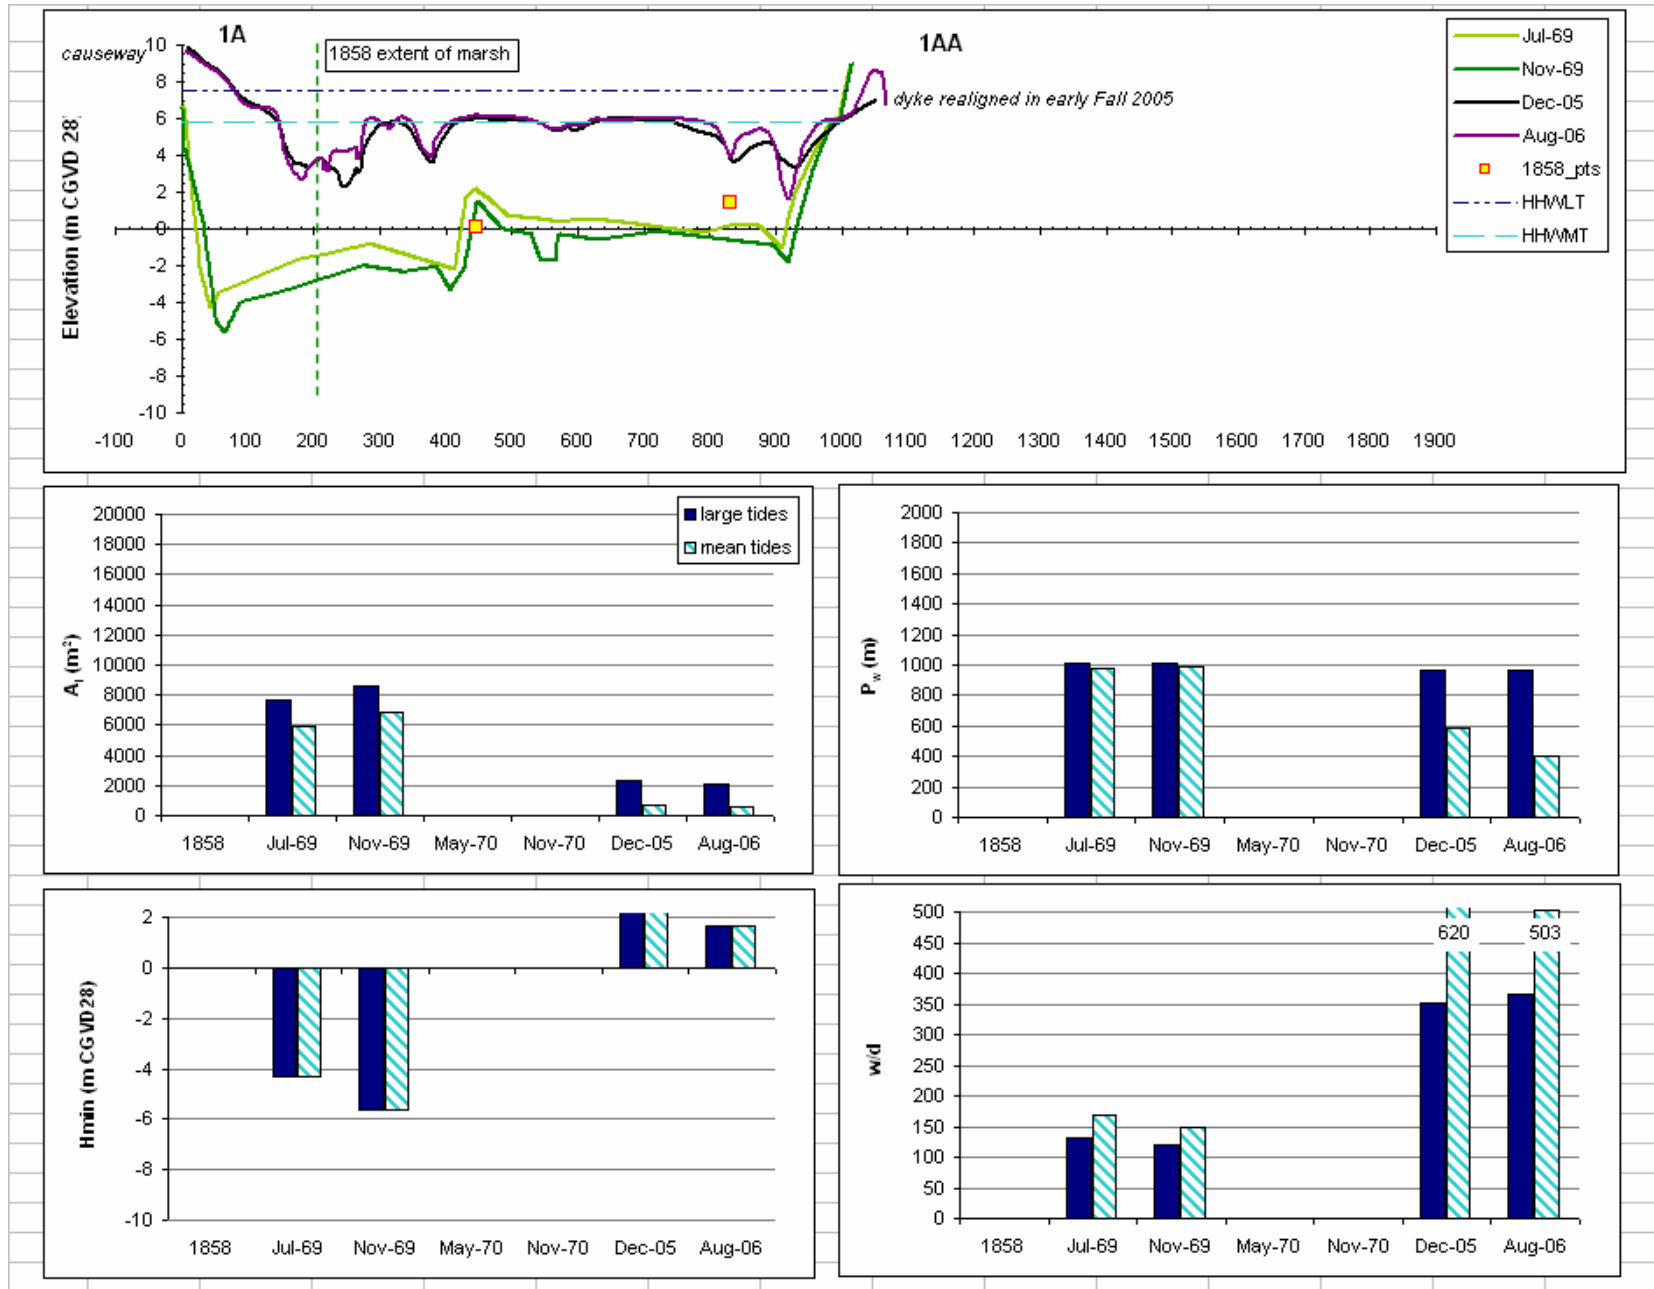 1A
1AA
causeway
1858 extent of marsh
dyke realigned in early Fall 2005
Elevation (m CGVD 28)
10
8
6
4
2
0
-2
-4
-6
-8
-10
-100 0 100 200 300 400 500 600 700 800 900 1000 1100 1200 1300 1400 1500 1600 1700 1800 1900
Jul-69
Nov-69
Dec-05
Aug-06
1858_pts
HHWLT
HHWMT
A_l (m²)
20000
18000
16000
14000
12000
10000
8000
6000
4000
2000
0
large tides
mean tides
1858 Jul-69 Nov-69 May-70 Nov-70 Dec-05 Aug-06
P_w (m)
2000
1800
1600
1400
1200
1000
800
600
400
200
0
1858 Jul-69 Nov-69 May-70 Nov-70 Dec-05 Aug-06
Hmin (m CGVD28)
2
0
-2
-4
-6
-8
-10
1858 Jul-69 Nov-69 May-70 Nov-70 Dec-05 Aug-06
w/d
500
450
400
350
300
250
200
150
100
50
0
620 503
1858 Jul-69 Nov-69 May-70 Nov-70 Dec-05 Aug-06